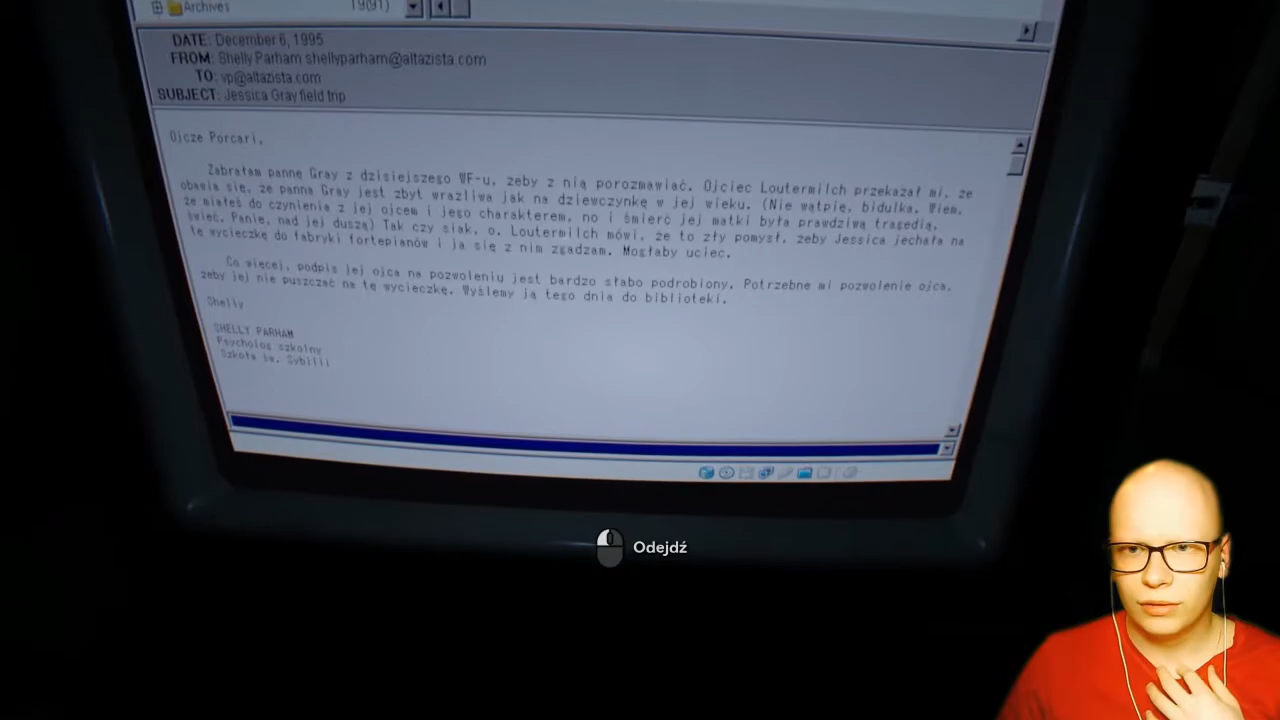 Archives
19(91)
DATE: December 6, 1995
FROM: Shelly Parham shellyparham@altazista.com
TO: vp@altazista.com
SUBJECT: Jessica Gray field trip
Ojcze Porcari,
Zabrałam pannę Gray z dzisiejszego WF-u, żeby z nią porozmawiać. Ojciec Loutermilch przekazał mi, że
obawia się, że panna Gray jest zbyt wrażliwa jak na dziewczynkę w jej wieku. (Nie wątpię, bidulka. Wiem,
że miałeś do czynienia z jej ojcem i jego charakterem, no i śmierć jej matki była prawdziwą tragedią,
świeć, Panie, nad jej duszą) Tak czy siak, o. Loutermilch mówi, że to zły pomysł, żeby Jessica jechała na
tę wycieczkę do fabryki fortepianów i ja się z nim zgadzam. Mogłaby uciec.
Co więcej, podpis jej ojca na pozwoleniu jest bardzo słabo podrobiony. Potrzebne mi pozwolenie ojca,
żeby jej nie puszczać na tę wycieczkę. Wyślemy ją tego dnia do biblioteki.
Shelly
SHELLY PARHAM
Psycholog szkolny
Szkoła św. Sybilli
Odejdź